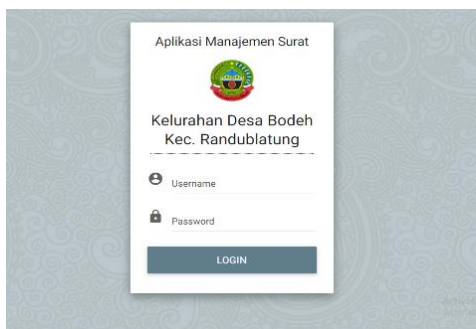 Aplikasi Manajemen Surat
Kelurahan Desa Bodeh
Kec. Randublatung
Username
Password
LOGIN